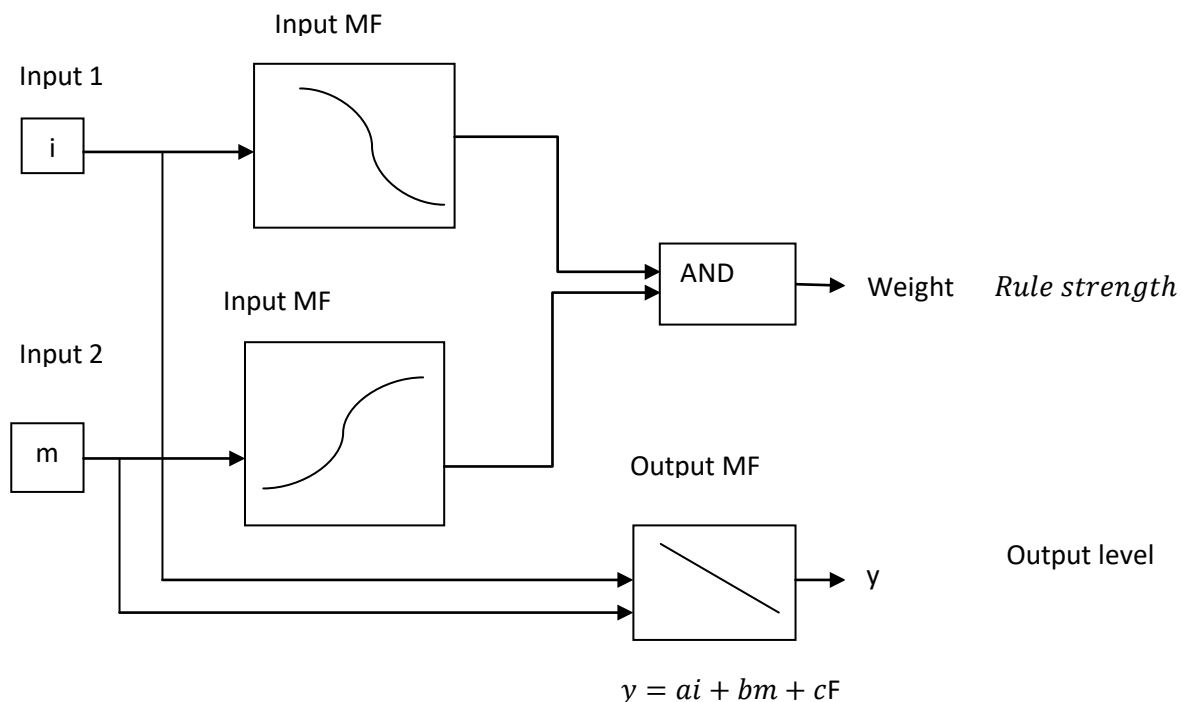 Input MF
Input 1
i
AND
Weight Rule strength
Input MF
Input 2
m
Output MF
Output level
y
y = ai + bm + cF